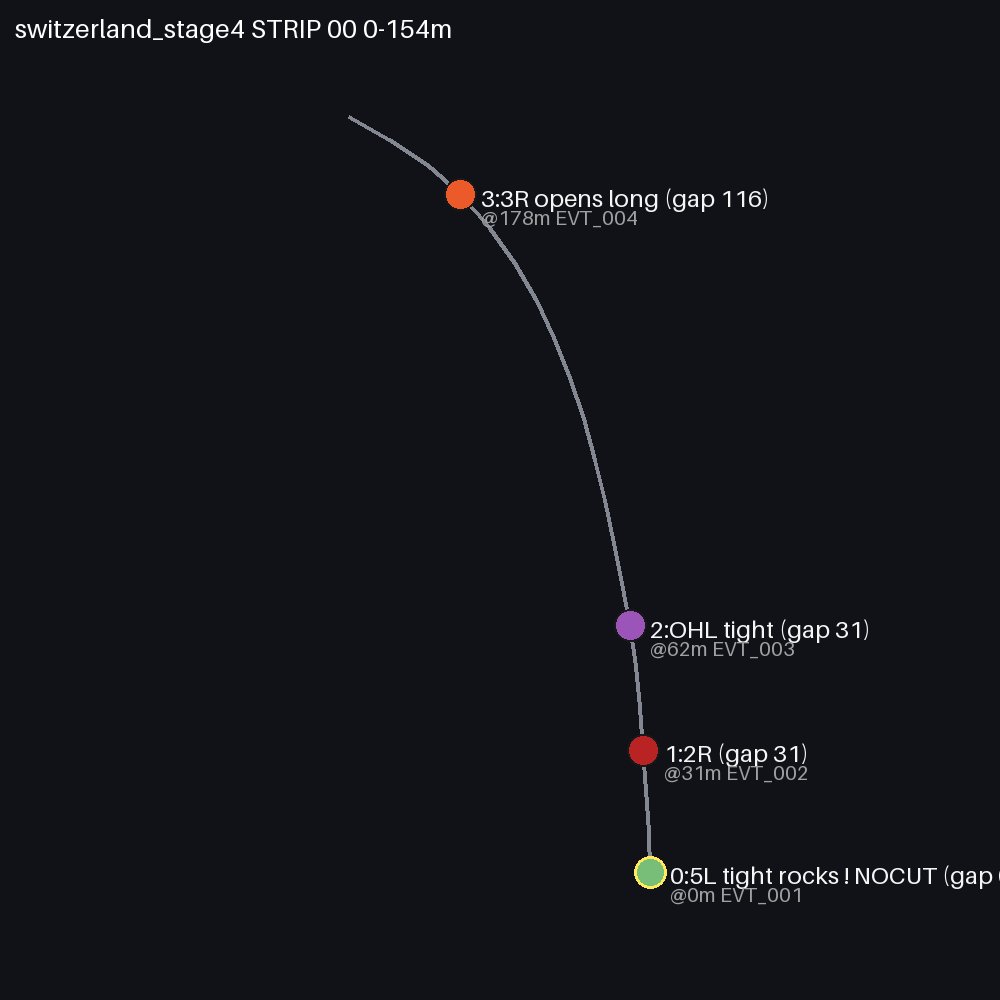 switzerland_stage4 STRIP 00 0-154m
3:3R opens long (gap 116)
@178m EVT_004
2:OHL tight (gap 31)
@62m EVT_003
1:2R (gap 31)
@31m EVT_002
0:5L tight rocks ! NOCUT (gap
@0m EVT_001